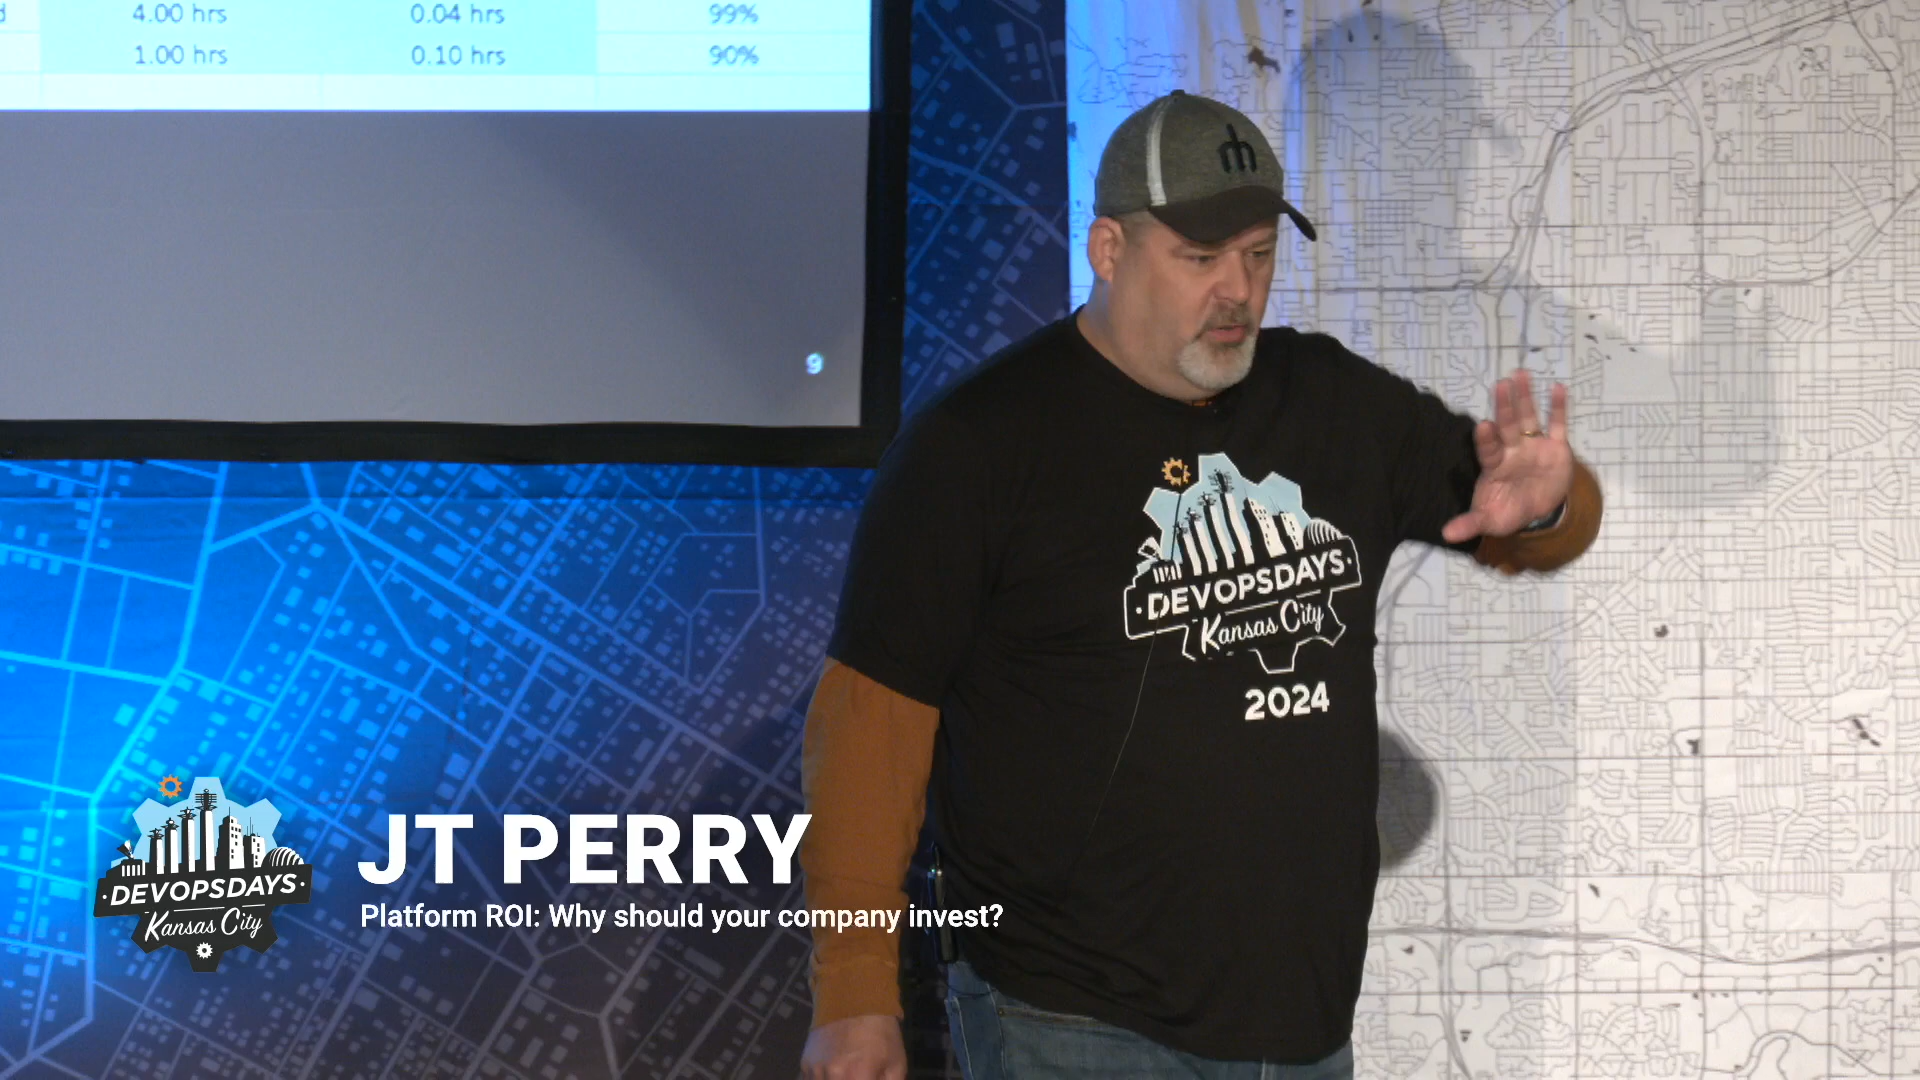 4.00 hrs 0.04 hrs 99%
1.00 hrs 0.10 hrs 90%
9
·DEVOPSDAYS·
Kansas City
2024
·DEVOPSDAYS·
Kansas City
JT PERRY
Platform ROI: Why should your company invest?